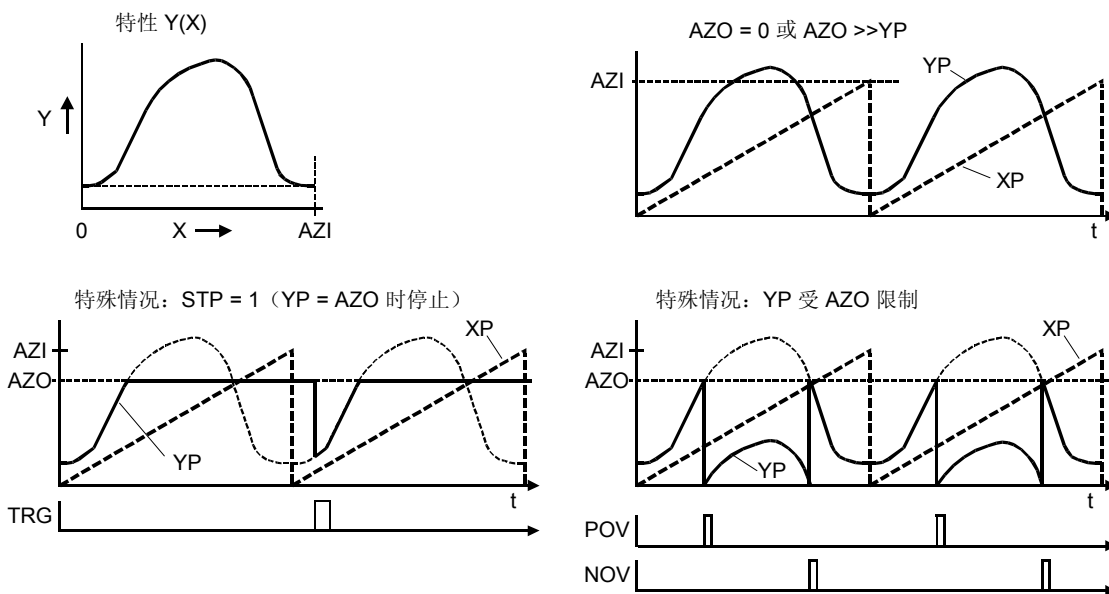 特性 Y(X)
Y
0
X
AZI
AZO = 0 或 AZO >>YP
AZI
YP
XP
t
特殊情况：STP = 1（YP = AZO 时停止）
AZI
AZO
XP
YP
t
TRG
特殊情况：YP 受 AZO 限制
AZI
AZO
XP
YP
t
POV
NOV